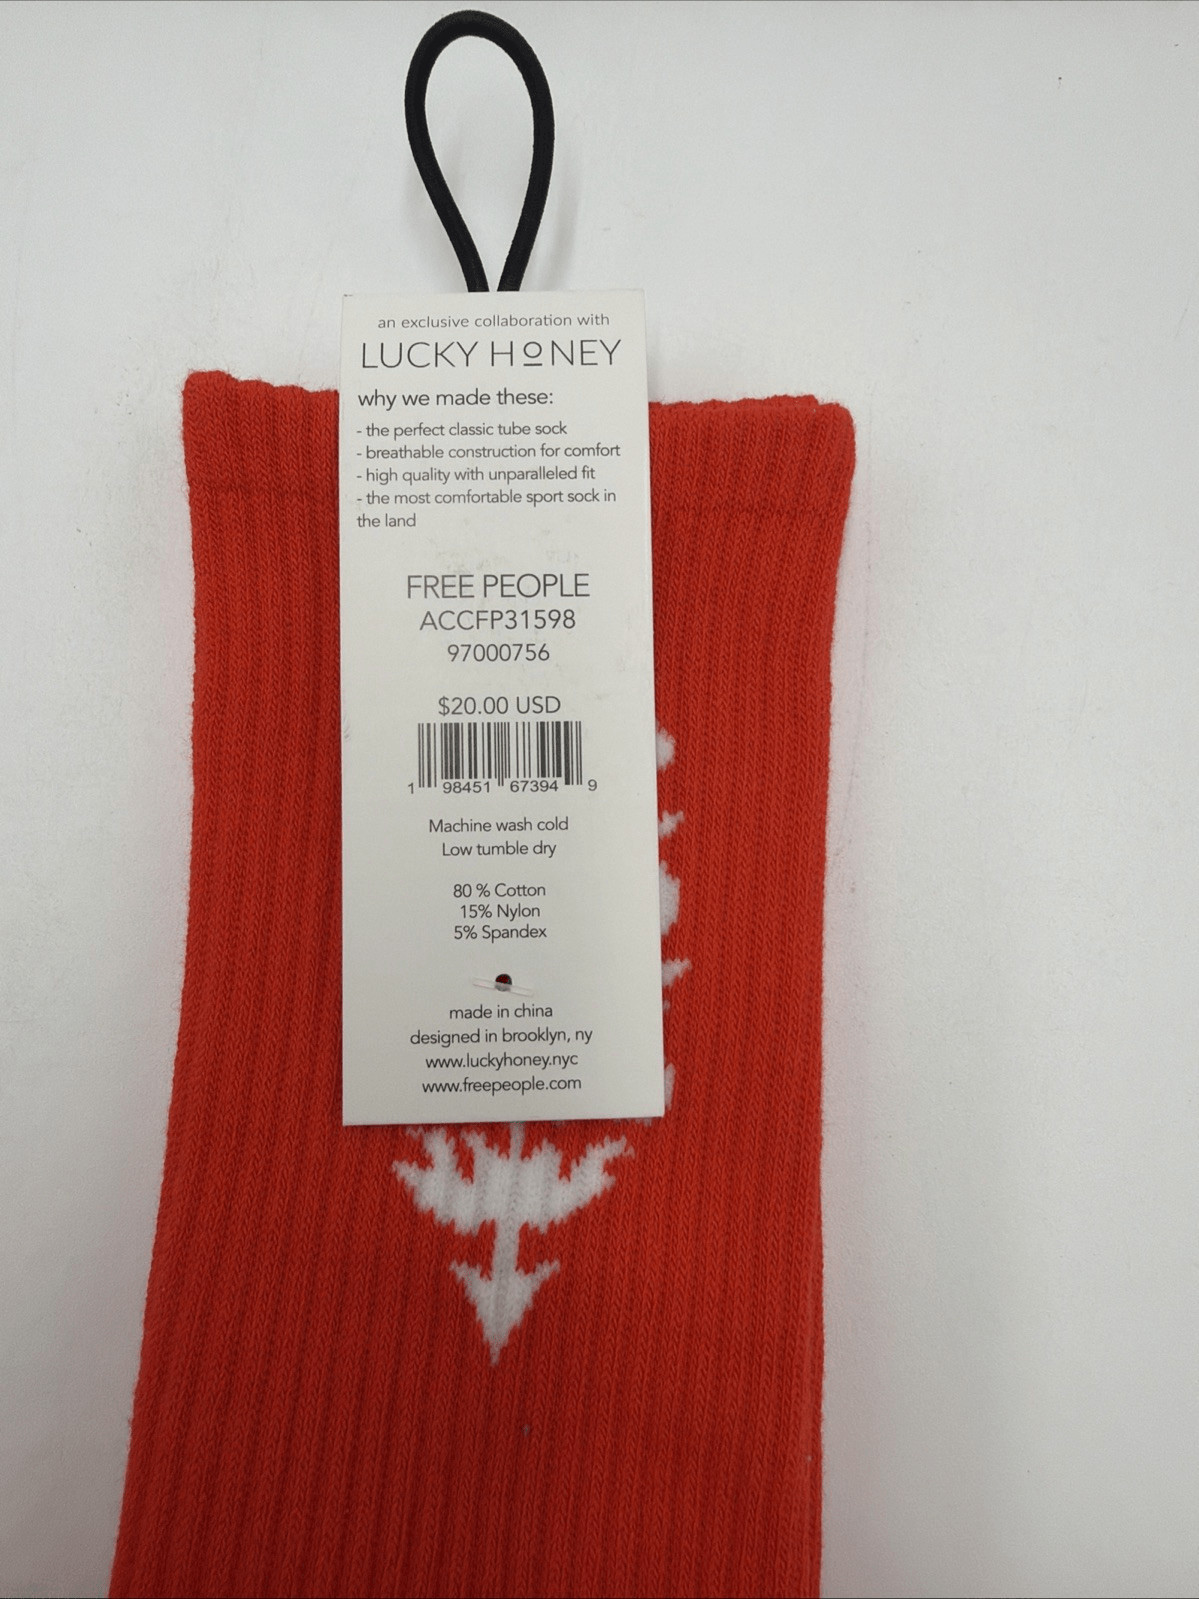 an exclusive collaboration with
LUCKY HONEY
why we made these:
- the perfect classic tube sock
- breathable construction for comfort
- high quality with unparalleled fit
- the most comfortable sport sock in
the land
FREE PEOPLE
ACCFP31598
97000756
$20.00 USD
1 98451 67394 9
Machine wash cold
Low tumble dry
80 % Cotton
15% Nylon
5% Spandex
made in china
designed in brooklyn, ny
www.luckyhoney.nyc
www.freepeople.com